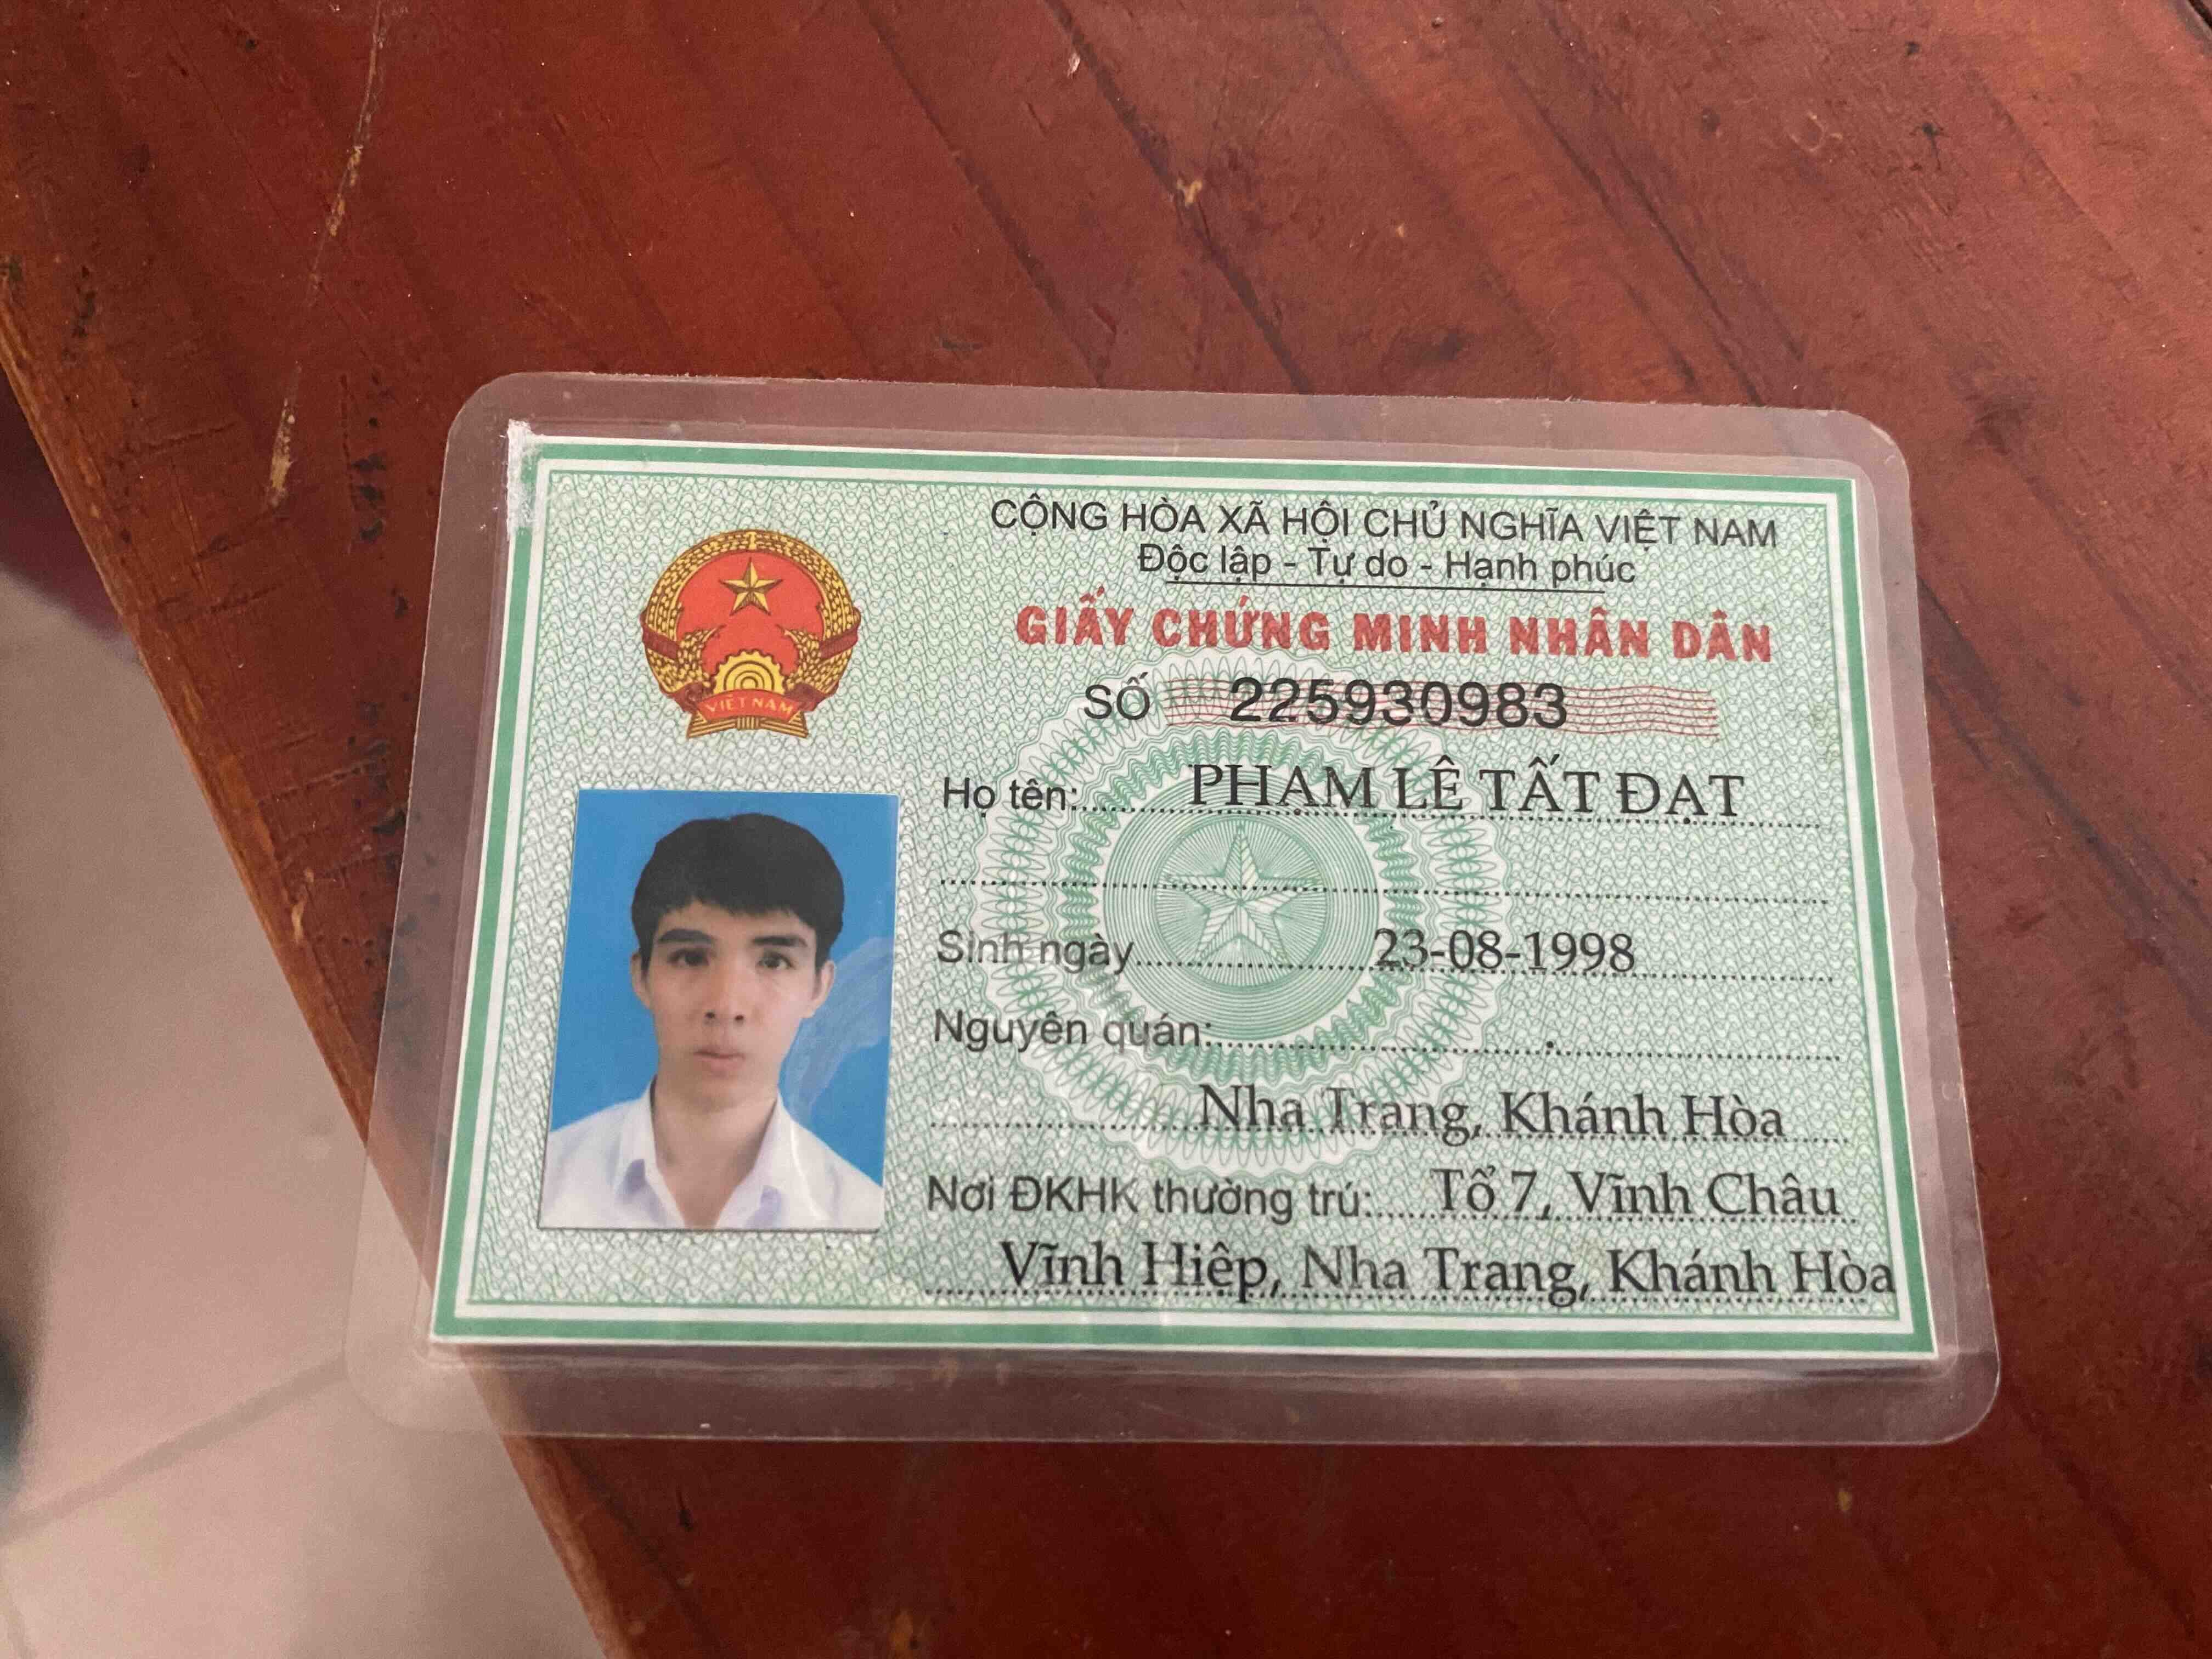 CỘNG HÒA XÃ HỘI CHỦ NGHĨA VIỆT NAM
Độc lập - Tự do - Hạnh phúc
GIẤY CHỨNG MINH NHÂN DÂN
SỐ 225930983
VIỆT NAM
Họ tên: PHẠM LÊ TẤT ĐẠT
Sinh ngày 23-08-1998
Nguyên quán:
Nha Trang, Khánh Hòa
Nơi ĐKHK thường trú: Tổ 7, Vĩnh Châu
Vĩnh Hiệp, Nha Trang, Khánh Hòa